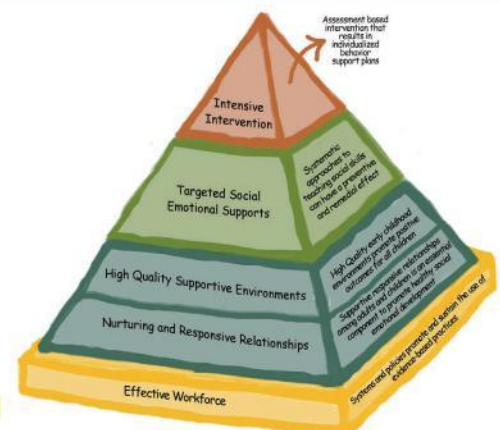 Assessment based
intervention that
results in
individualized
behavior
support plans
Intensive
Intervention
Systematic
approaches to
teaching social skills
can have a preventive
and remedial effect
Targeted Social
Emotional Supports
High Quality early childhood
environments promote positive
outcomes for all children
High Quality Supportive Environments
Supportive responsive relationships
among adults and children is an essential
component to promote healthy social
emotional development
Nurturing and Responsive Relationships
Systems and policies promote and sustain the use of
evidence-based practices
Effective Workforce